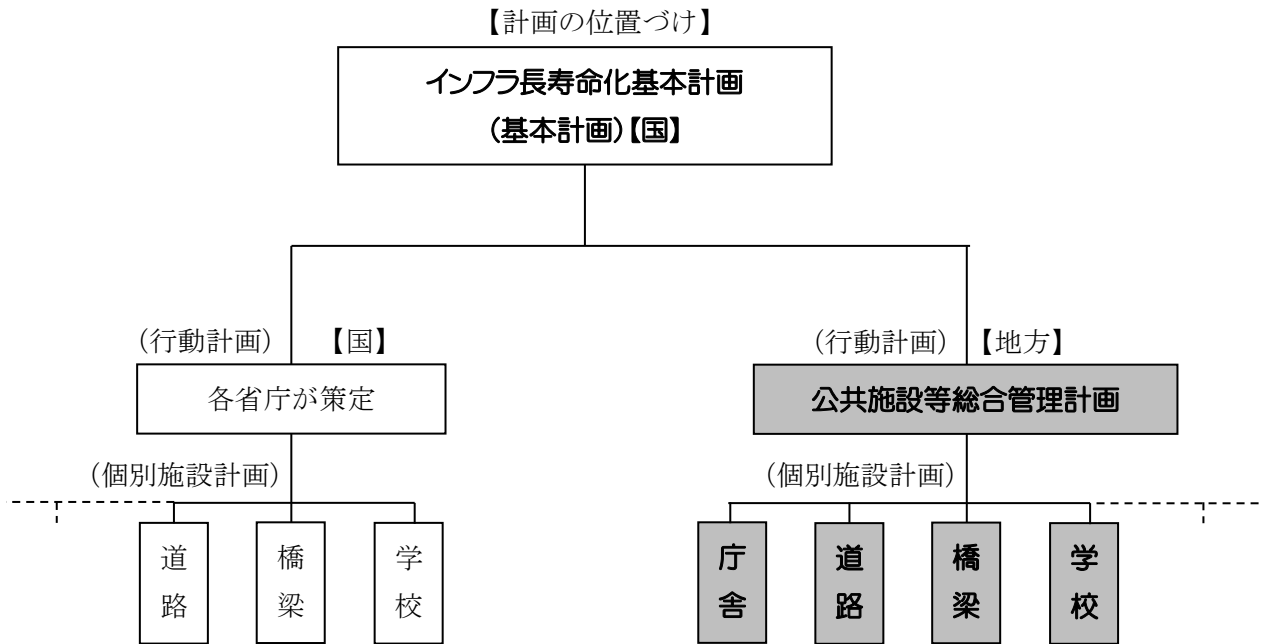 【計画の位置づけ】
インフラ長寿命化基本計画
(基本計画)【国】
(行動計画) 【国】
各省庁が策定
(個別施設計画)
道路
橋梁
学校
(行動計画) 【地方】
公共施設等総合管理計画
(個別施設計画)
庁舎
道路
橋梁
学校